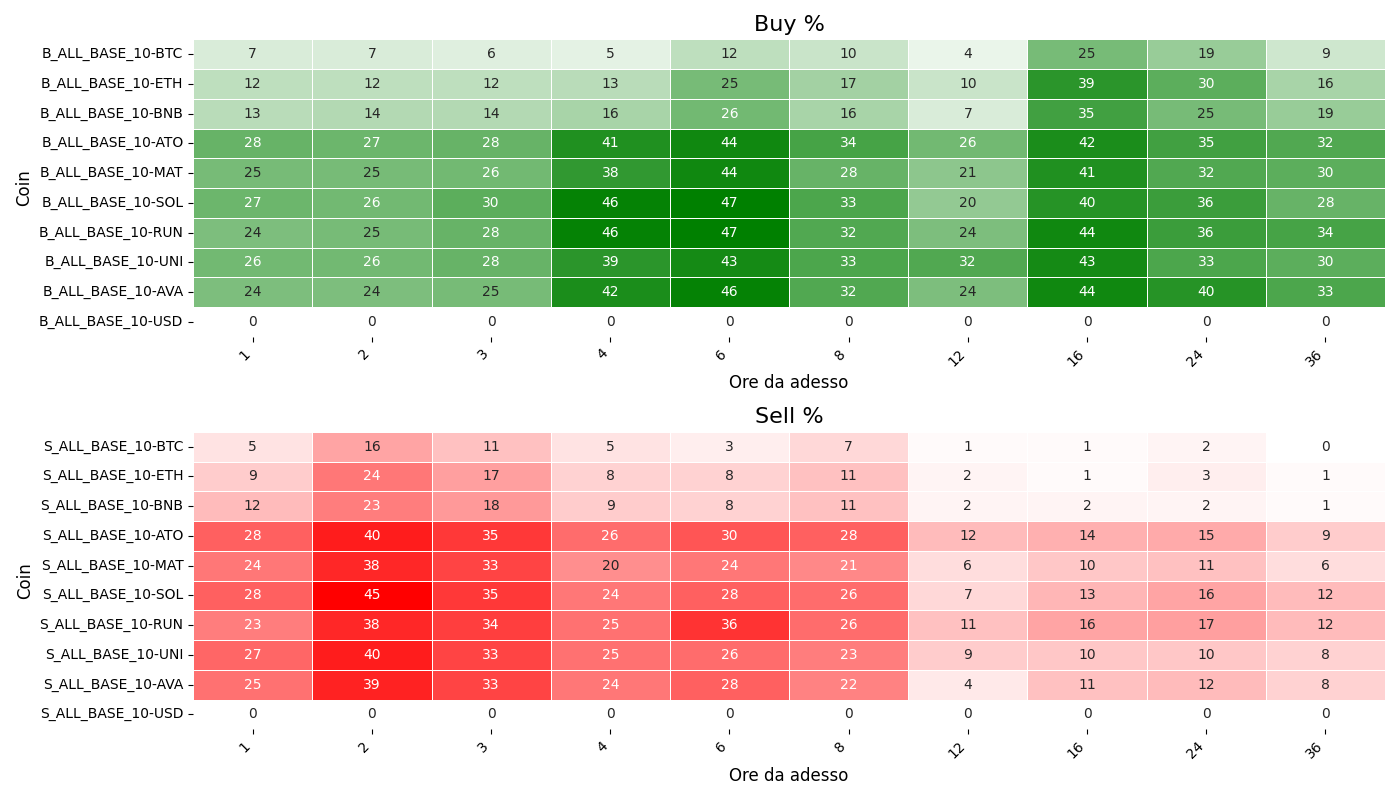 Buy %
Coin
B_ALL_BASE_10-BTC 7 7 6 5 12 10 4 25 19 9
B_ALL_BASE_10-ETH 12 12 12 13 25 17 10 39 30 16
B_ALL_BASE_10-BNB 13 14 14 16 26 16 7 35 25 19
B_ALL_BASE_10-ATO 28 27 28 41 44 34 26 42 35 32
B_ALL_BASE_10-MAT 25 25 26 38 44 28 21 41 32 30
B_ALL_BASE_10-SOL 27 26 30 46 47 33 20 40 36 28
B_ALL_BASE_10-RUN 24 25 28 46 47 32 24 44 36 34
B_ALL_BASE_10-UNI 26 26 28 39 43 33 32 43 33 30
B_ALL_BASE_10-AVA 24 24 25 42 46 32 24 44 40 33
B_ALL_BASE_10-USD 0 0 0 0 0 0 0 0 0 0
1 2 3 4 6 8 12 16 24 36
Ore da adesso
Sell %
Coin
S_ALL_BASE_10-BTC 5 16 11 5 3 7 1 1 2 0
S_ALL_BASE_10-ETH 9 24 17 8 8 11 2 1 3 1
S_ALL_BASE_10-BNB 12 23 18 9 8 11 2 2 2 1
S_ALL_BASE_10-ATO 28 40 35 26 30 28 12 14 15 9
S_ALL_BASE_10-MAT 24 38 33 20 24 21 6 10 11 6
S_ALL_BASE_10-SOL 28 45 35 24 28 26 7 13 16 12
S_ALL_BASE_10-RUN 23 38 34 25 36 26 11 16 17 12
S_ALL_BASE_10-UNI 27 40 33 25 26 23 9 10 10 8
S_ALL_BASE_10-AVA 25 39 33 24 28 22 4 11 12 8
S_ALL_BASE_10-USD 0 0 0 0 0 0 0 0 0 0
1 2 3 4 6 8 12 16 24 36
Ore da adesso